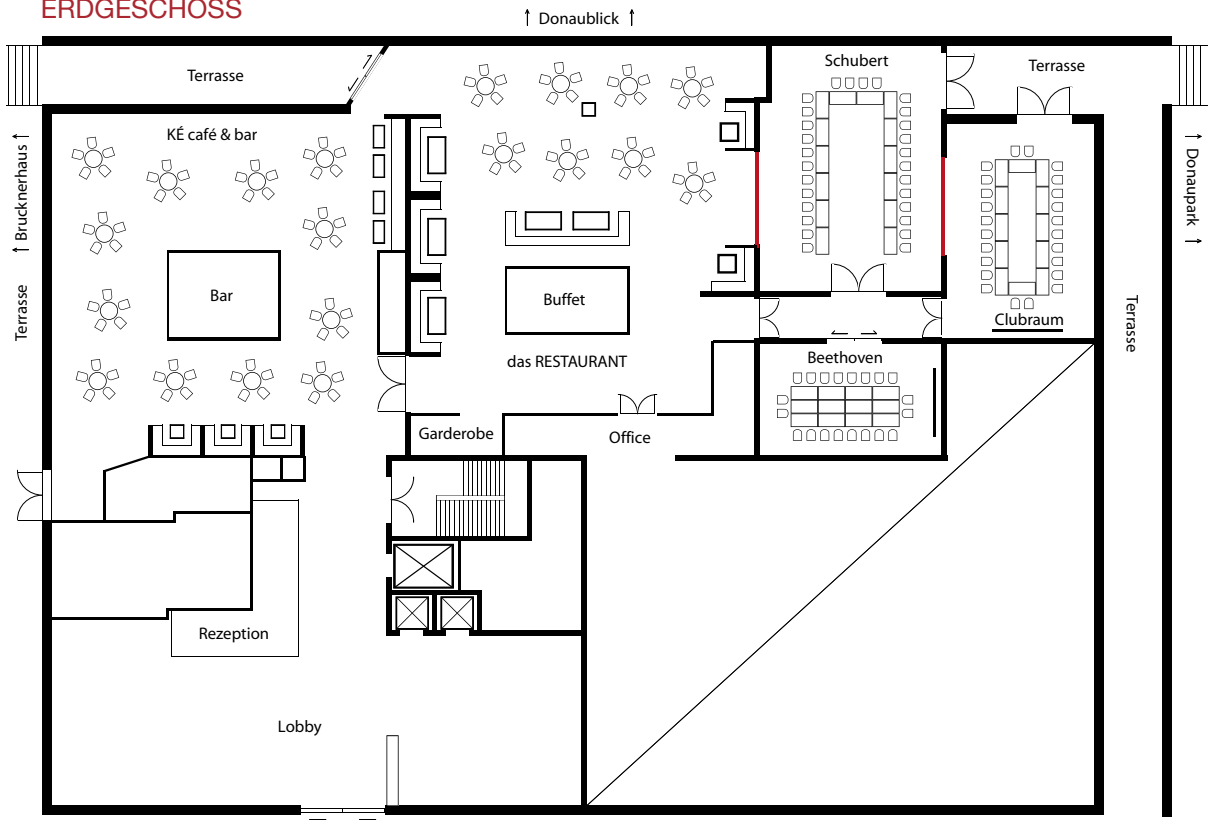 ERDGESCHOSS
↑ Donaublick ↑
Terrasse
Schubert
Terrasse
KÉ café & bar
↑ Brucknerhaus ↑
↑ Donaupark ↑
Terrasse
Bar
Buffet
Clubraum
Terrasse
das RESTAURANT
Beethoven
Garderobe
Office
Rezeption
Lobby